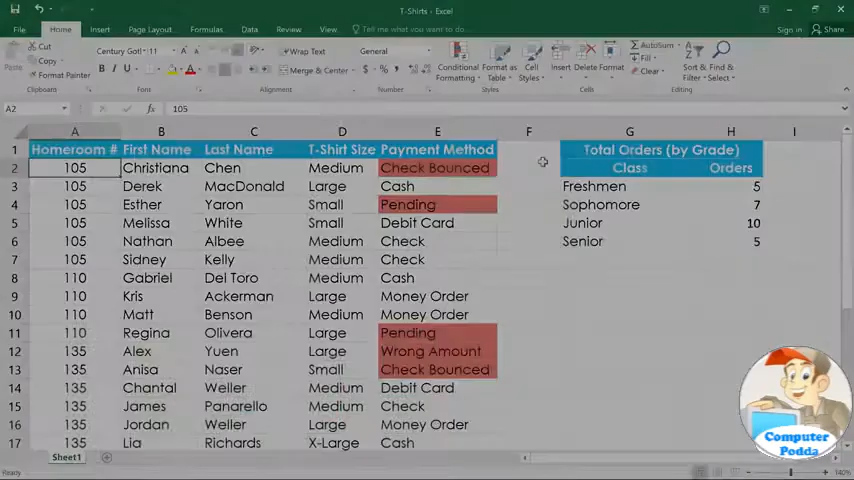 T-Shirts - Excel
File Home Insert Page Layout Formulas Data Review View Tell me what you want to do... Sign in Share
Cut
Copy
Format Painter
Paste
Century Got 11
B I U
Wrap Text
Merge & Center
General
$ % ,
Conditional Formatting
Format as Table
Cell Styles
Insert Delete Format
AutoSum
Fill
Clear
Sort & Filter
Find & Select
Clipboard Font Alignment Number Styles Cells Editing
A2 fx 105
A B C D E F G H I
1 Homeroom # First Name Last Name T-Shirt Size Payment Method Total Orders (by Grade)
2 105 Christiana Chen Medium Check Bounced Class Orders
3 105 Derek MacDonald Large Cash Freshmen 5
4 105 Esther Yaron Small Pending Sophomore 7
5 105 Melissa White Small Debit Card Junior 10
6 105 Nathan Albee Medium Check Senior 5
7 105 Sidney Kelly Medium Check
8 110 Gabriel Del Toro Medium Cash
9 110 Kris Ackerman Large Money Order
10 110 Matt Benson Medium Money Order
11 110 Regina Olivera Large Pending
12 135 Alex Yuen Large Wrong Amount
13 135 Anisa Naser Small Check Bounced
14 135 Chantal Weller Medium Debit Card
15 135 James Panarello Medium Check
16 135 Jordan Weller Large Money Order
17 135 Lia Richards X-Large Cash
Computer
Podda
Sheet1
Ready 140%